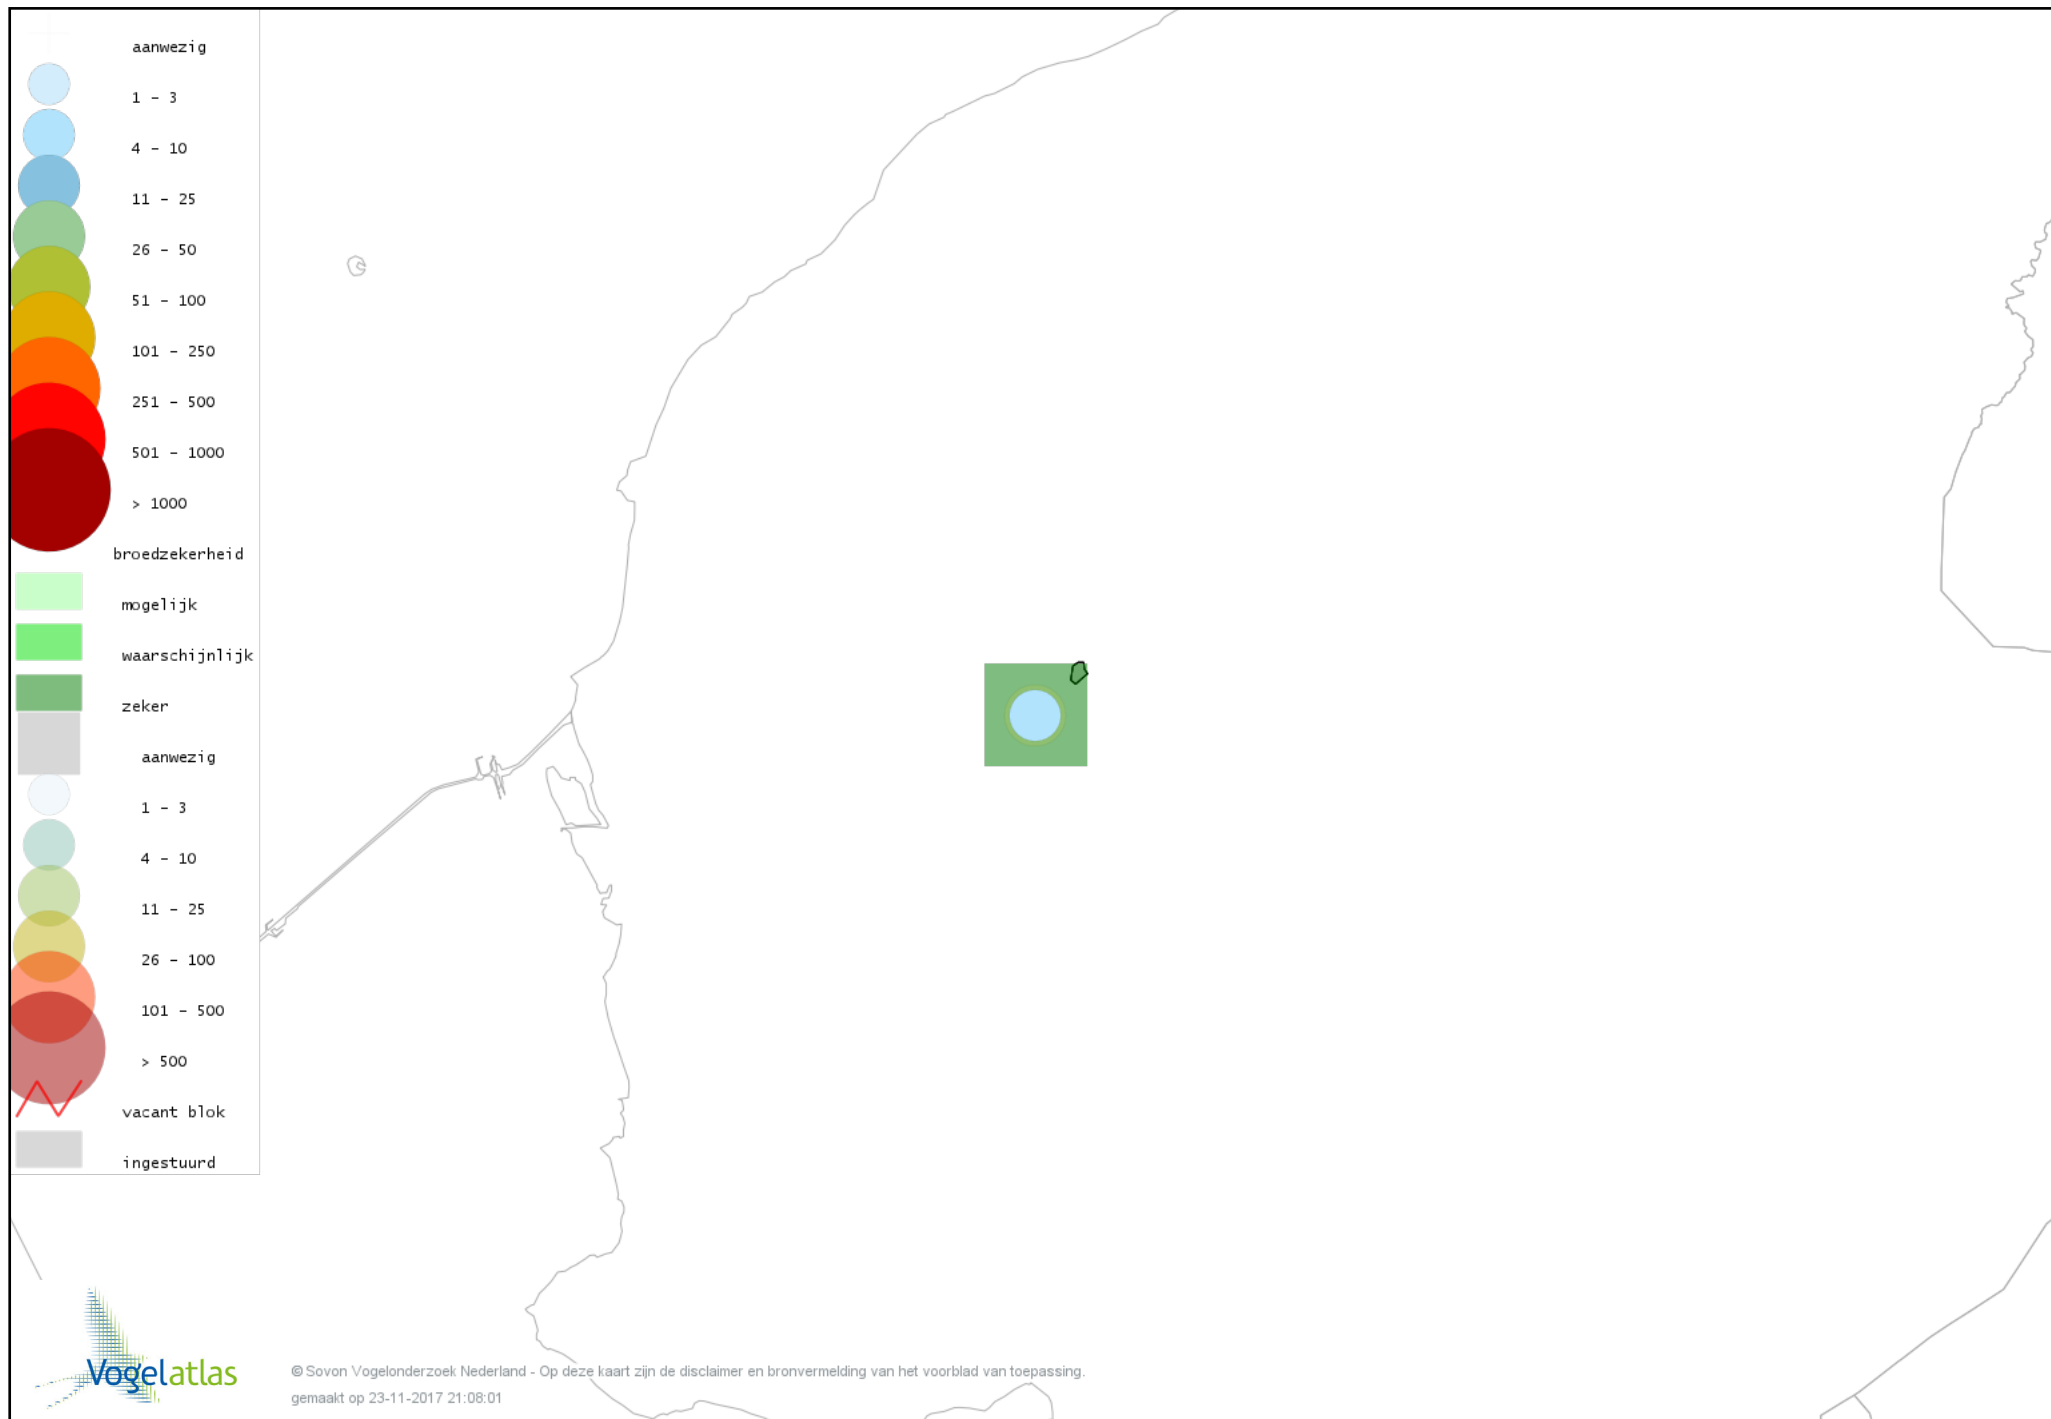 aanwezig
1 - 3
4 - 10
11 - 25
26 - 50
51 - 100
101 - 250
251 - 500
501 - 1000
> 1000
broedzekerheid
mogelijk
waarschijnlijk
zeker
aanwezig
1 - 3
4 - 10
11 - 25
26 - 100
101 - 500
> 500
vacant blok
ingestuurd
Vogelatlas
© Sovon Vogelonderzoek Nederland - Op deze kaart zijn de disclaimer en bronvermelding van het voorblad van toepassing.
gemaakt op 23-11-2017 21:08:01